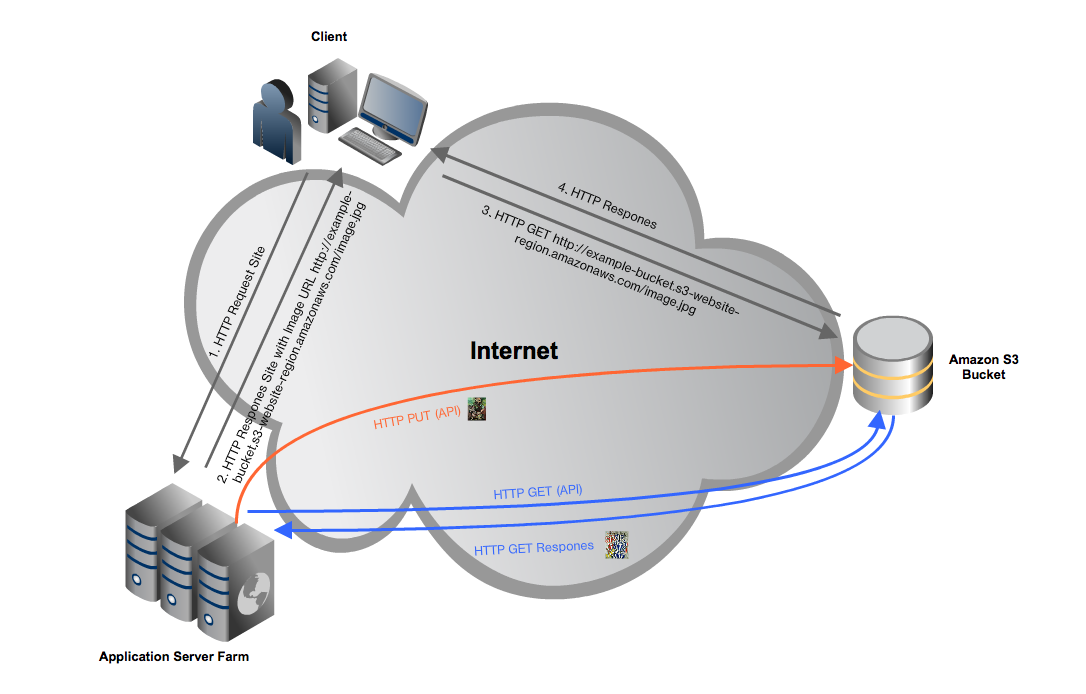 Client
4. HTTP Respones
3. HTTP GET http://example-bucket.s3-website-
region.amazonaws.com/image.jpg
1. HTTP Request Site
2. HTTP Respones Site with Image URL http://example-
bucket.s3-website-region.amazonaws.com/image.jpg
Internet
Amazon S3
Bucket
HTTP PUT (API)
HTTP GET (API)
HTTP GET Respones
Application Server Farm